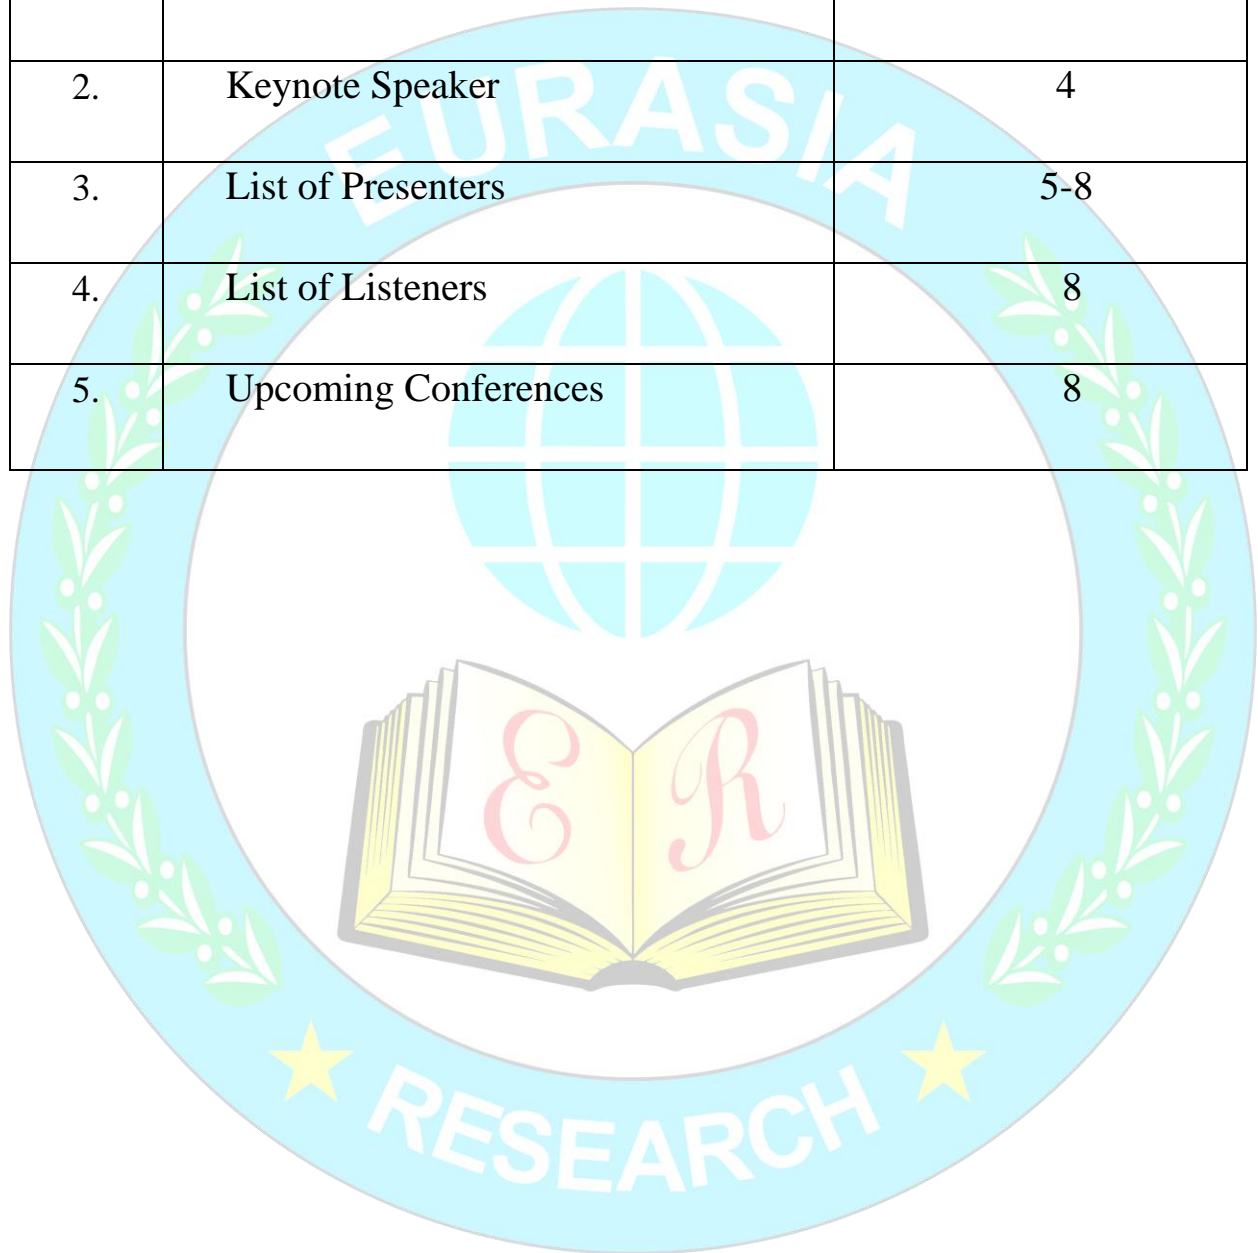 2. Keynote Speaker 4
3. List of Presenters 5-8
4. List of Listeners 8
5. Upcoming Conferences 8
EURASIA
E R
RESEARCH